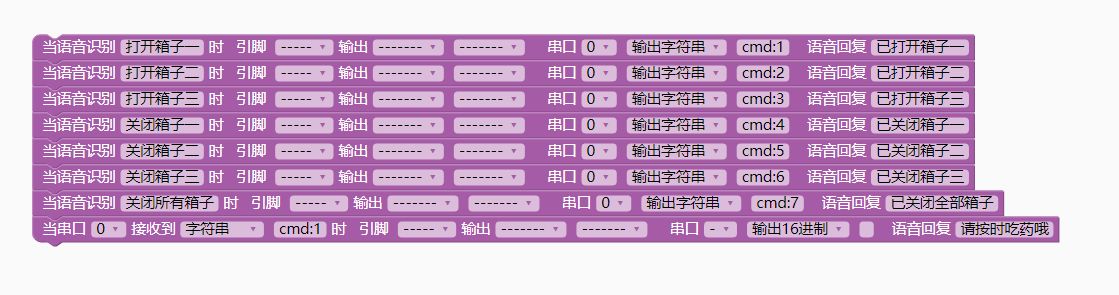 当语音识别 打开箱子一 时 引脚 ----- 输出 ------- ------- 串口 0 输出字符串 cmd:1 语音回复 已打开箱子一
当语音识别 打开箱子二 时 引脚 ----- 输出 ------- ------- 串口 0 输出字符串 cmd:2 语音回复 已打开箱子二
当语音识别 打开箱子三 时 引脚 ----- 输出 ------- ------- 串口 0 输出字符串 cmd:3 语音回复 已打开箱子三
当语音识别 关闭箱子一 时 引脚 ----- 输出 ------- ------- 串口 0 输出字符串 cmd:4 语音回复 已关闭箱子一
当语音识别 关闭箱子二 时 引脚 ----- 输出 ------- ------- 串口 0 输出字符串 cmd:5 语音回复 已关闭箱子二
当语音识别 关闭箱子三 时 引脚 ----- 输出 ------- ------- 串口 0 输出字符串 cmd:6 语音回复 已关闭箱子三
当语音识别 关闭所有箱子 时 引脚 ----- 输出 ------- ------- 串口 0 输出字符串 cmd:7 语音回复 已关闭全部箱子
当串口 0 接收到 字符串 cmd:1 时 引脚 ----- 输出 ------- ------- 串口 - 输出16进制 语音回复 请按时吃药哦